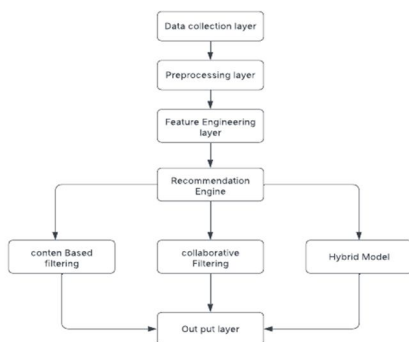 Data collection layer
Preprocessing layer
Feature Engineering
layer
Recommendation
Engine
conten Based
filtering
collaborative
Filtering
Hybrid Model
Out put layer